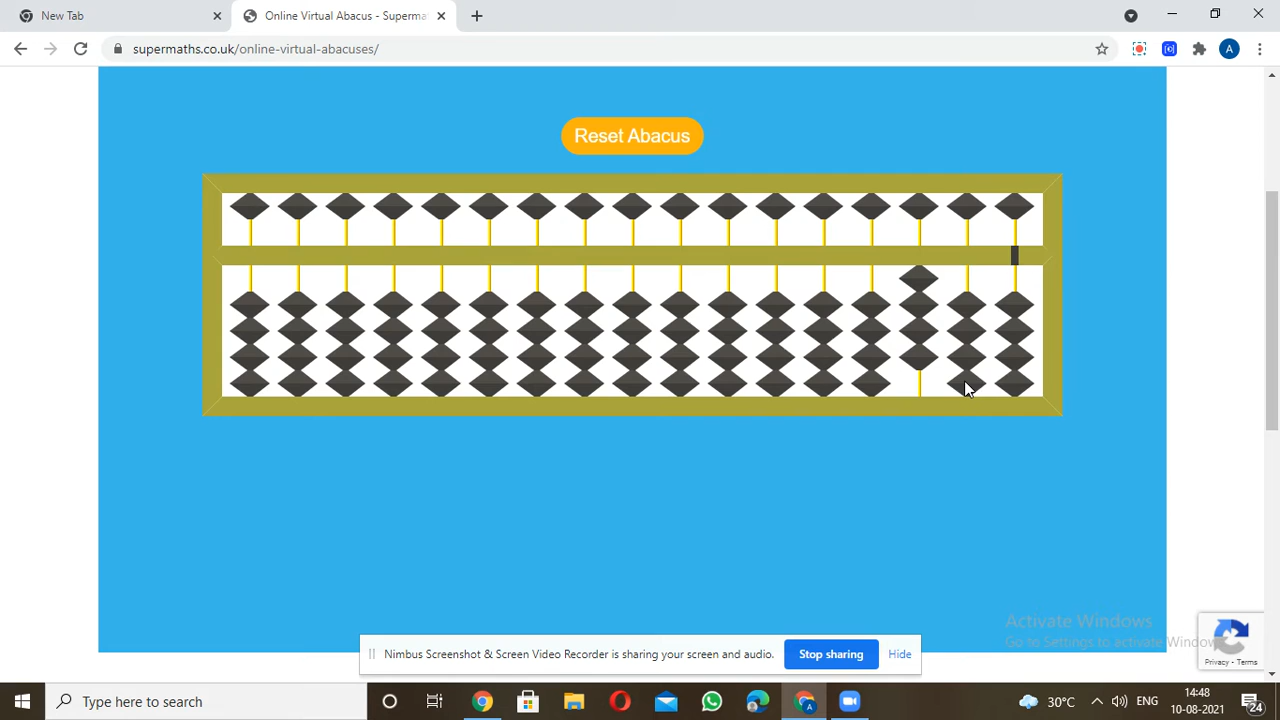 New Tab
Online Virtual Abacus - Superma
supermaths.co.uk/online-virtual-abacuses/
A
Reset Abacus
Activate Windows
Go to Settings to activate Window
Privacy - Terms
Nimbus Screenshot & Screen Video Recorder is sharing your screen and audio.
Stop sharing
Hide
Type here to search
A
30°C
ENG
14:48
10-08-2021
24